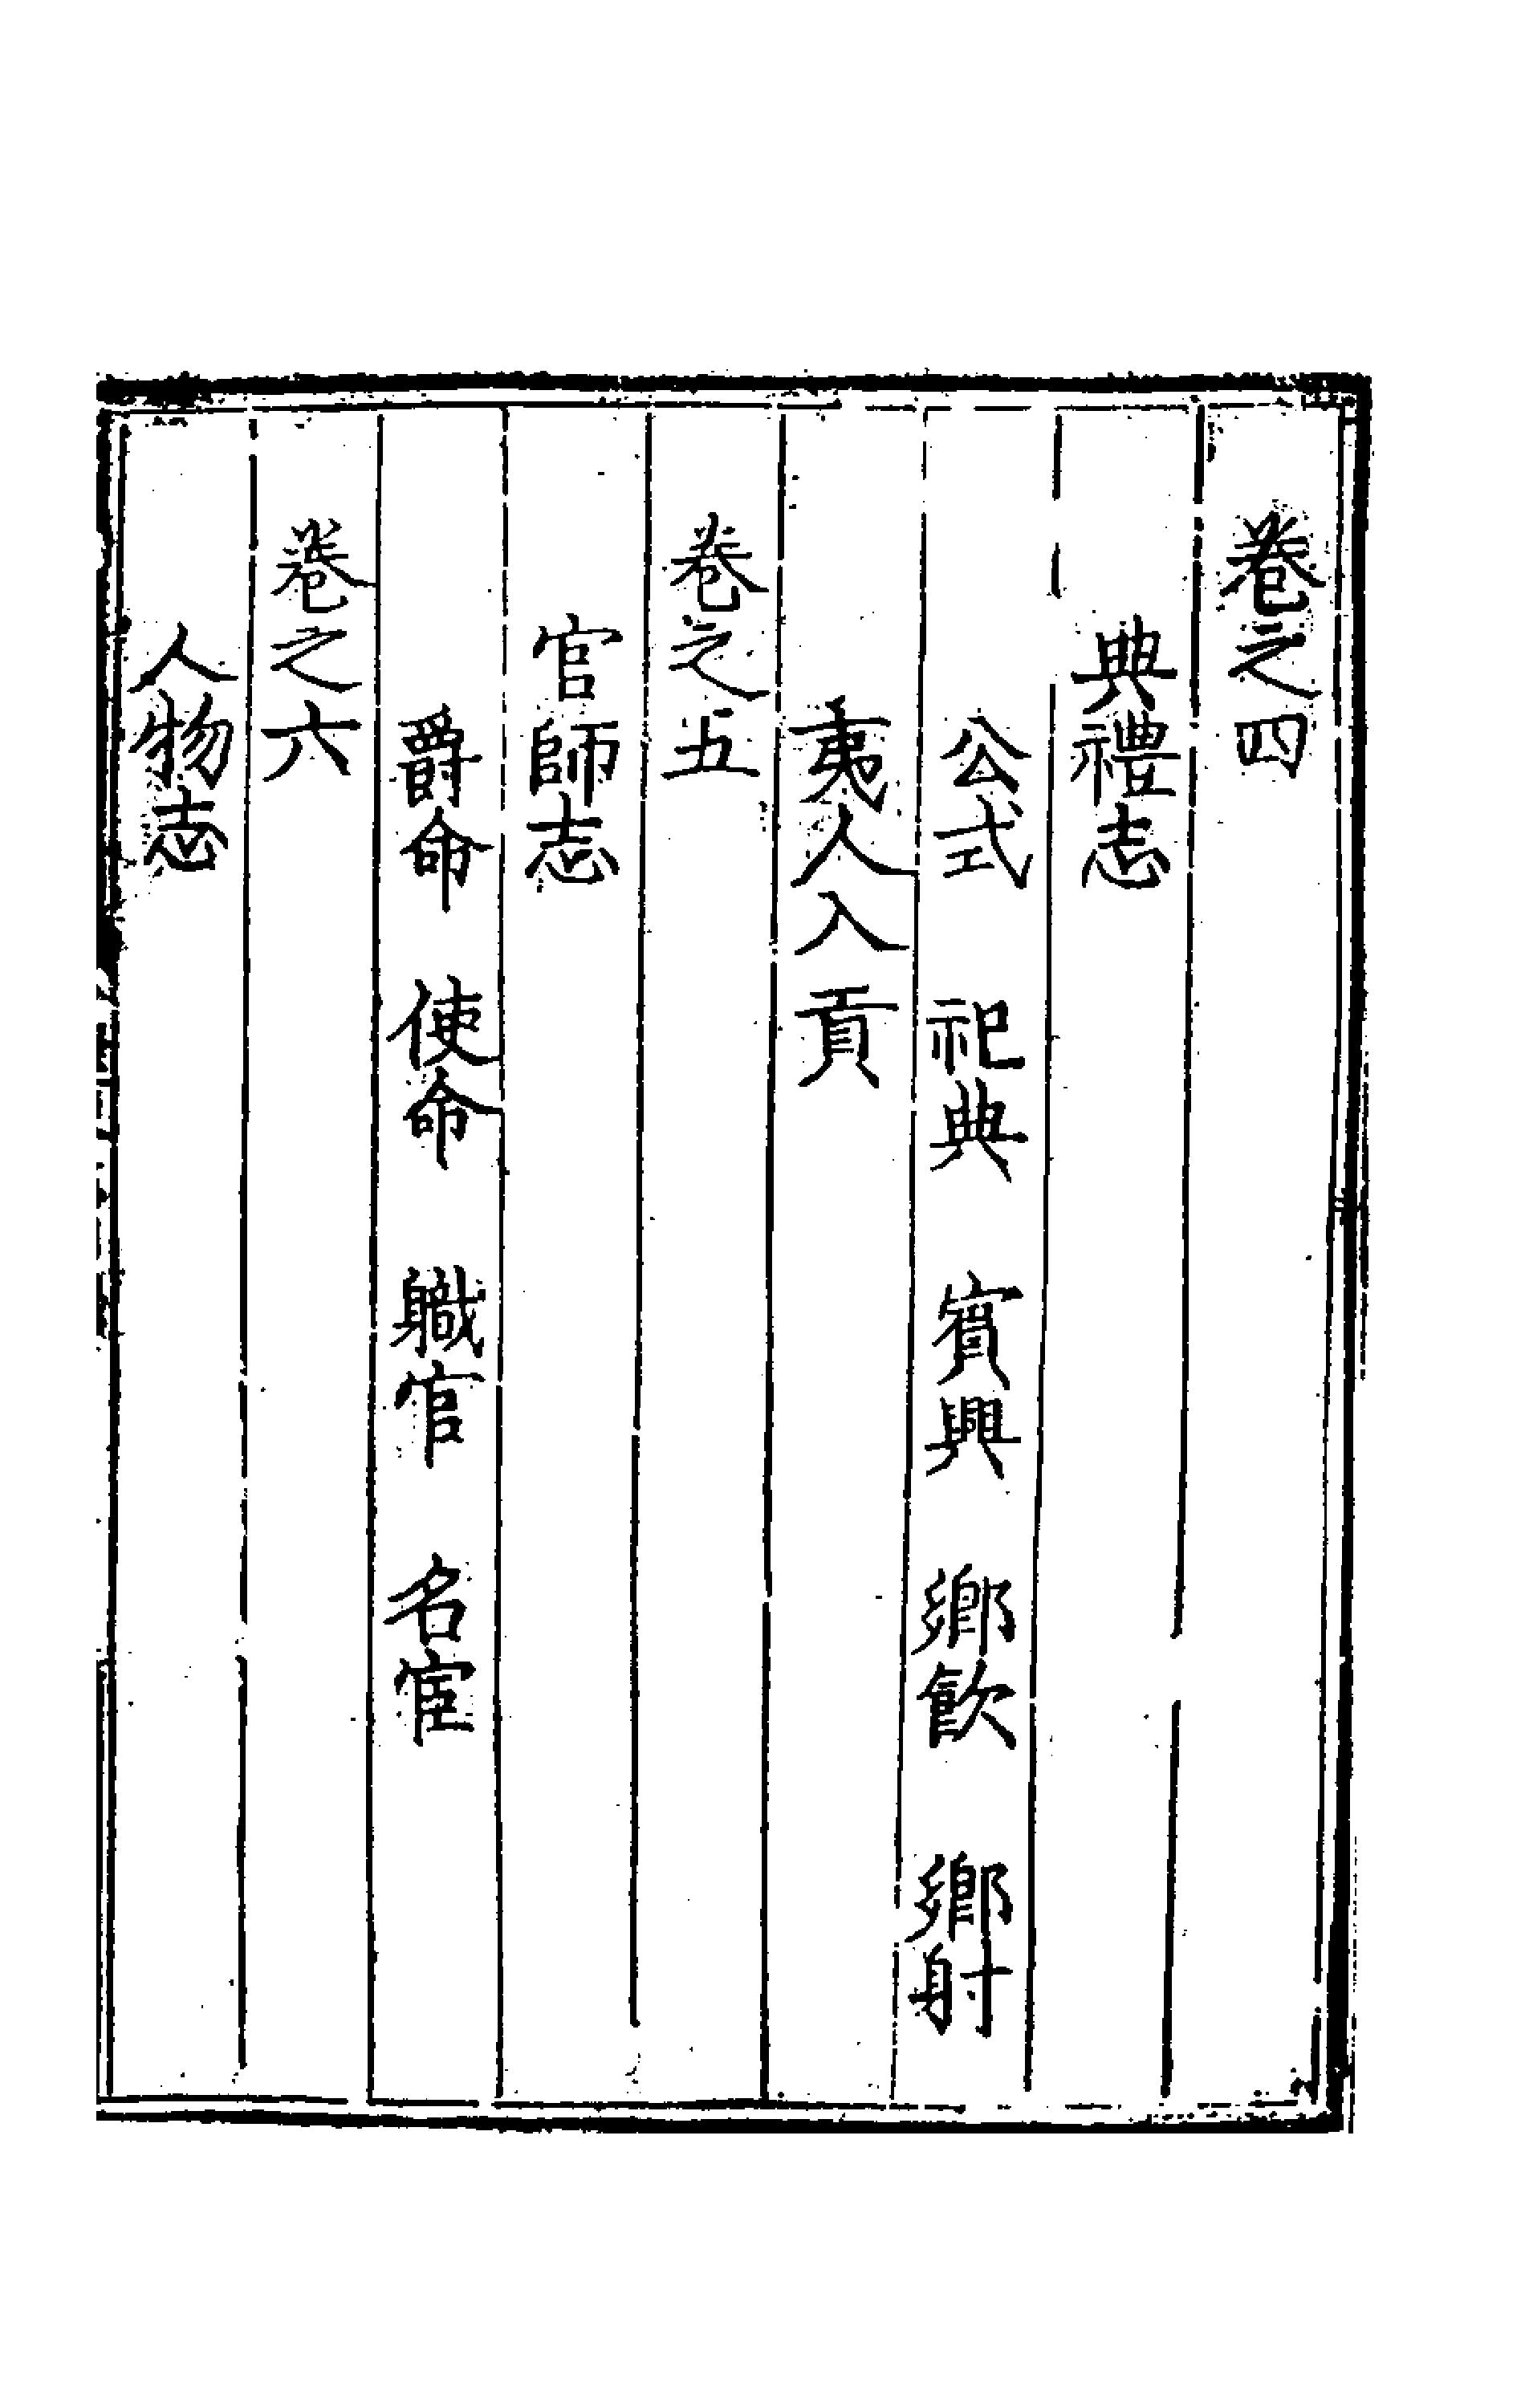 卷之四
典禮志
公式　祀典　賓興　鄉飲　鄉射
夷人入貢
卷之五
官師志
爵命　使命　職官　名宦
卷之六
人物志